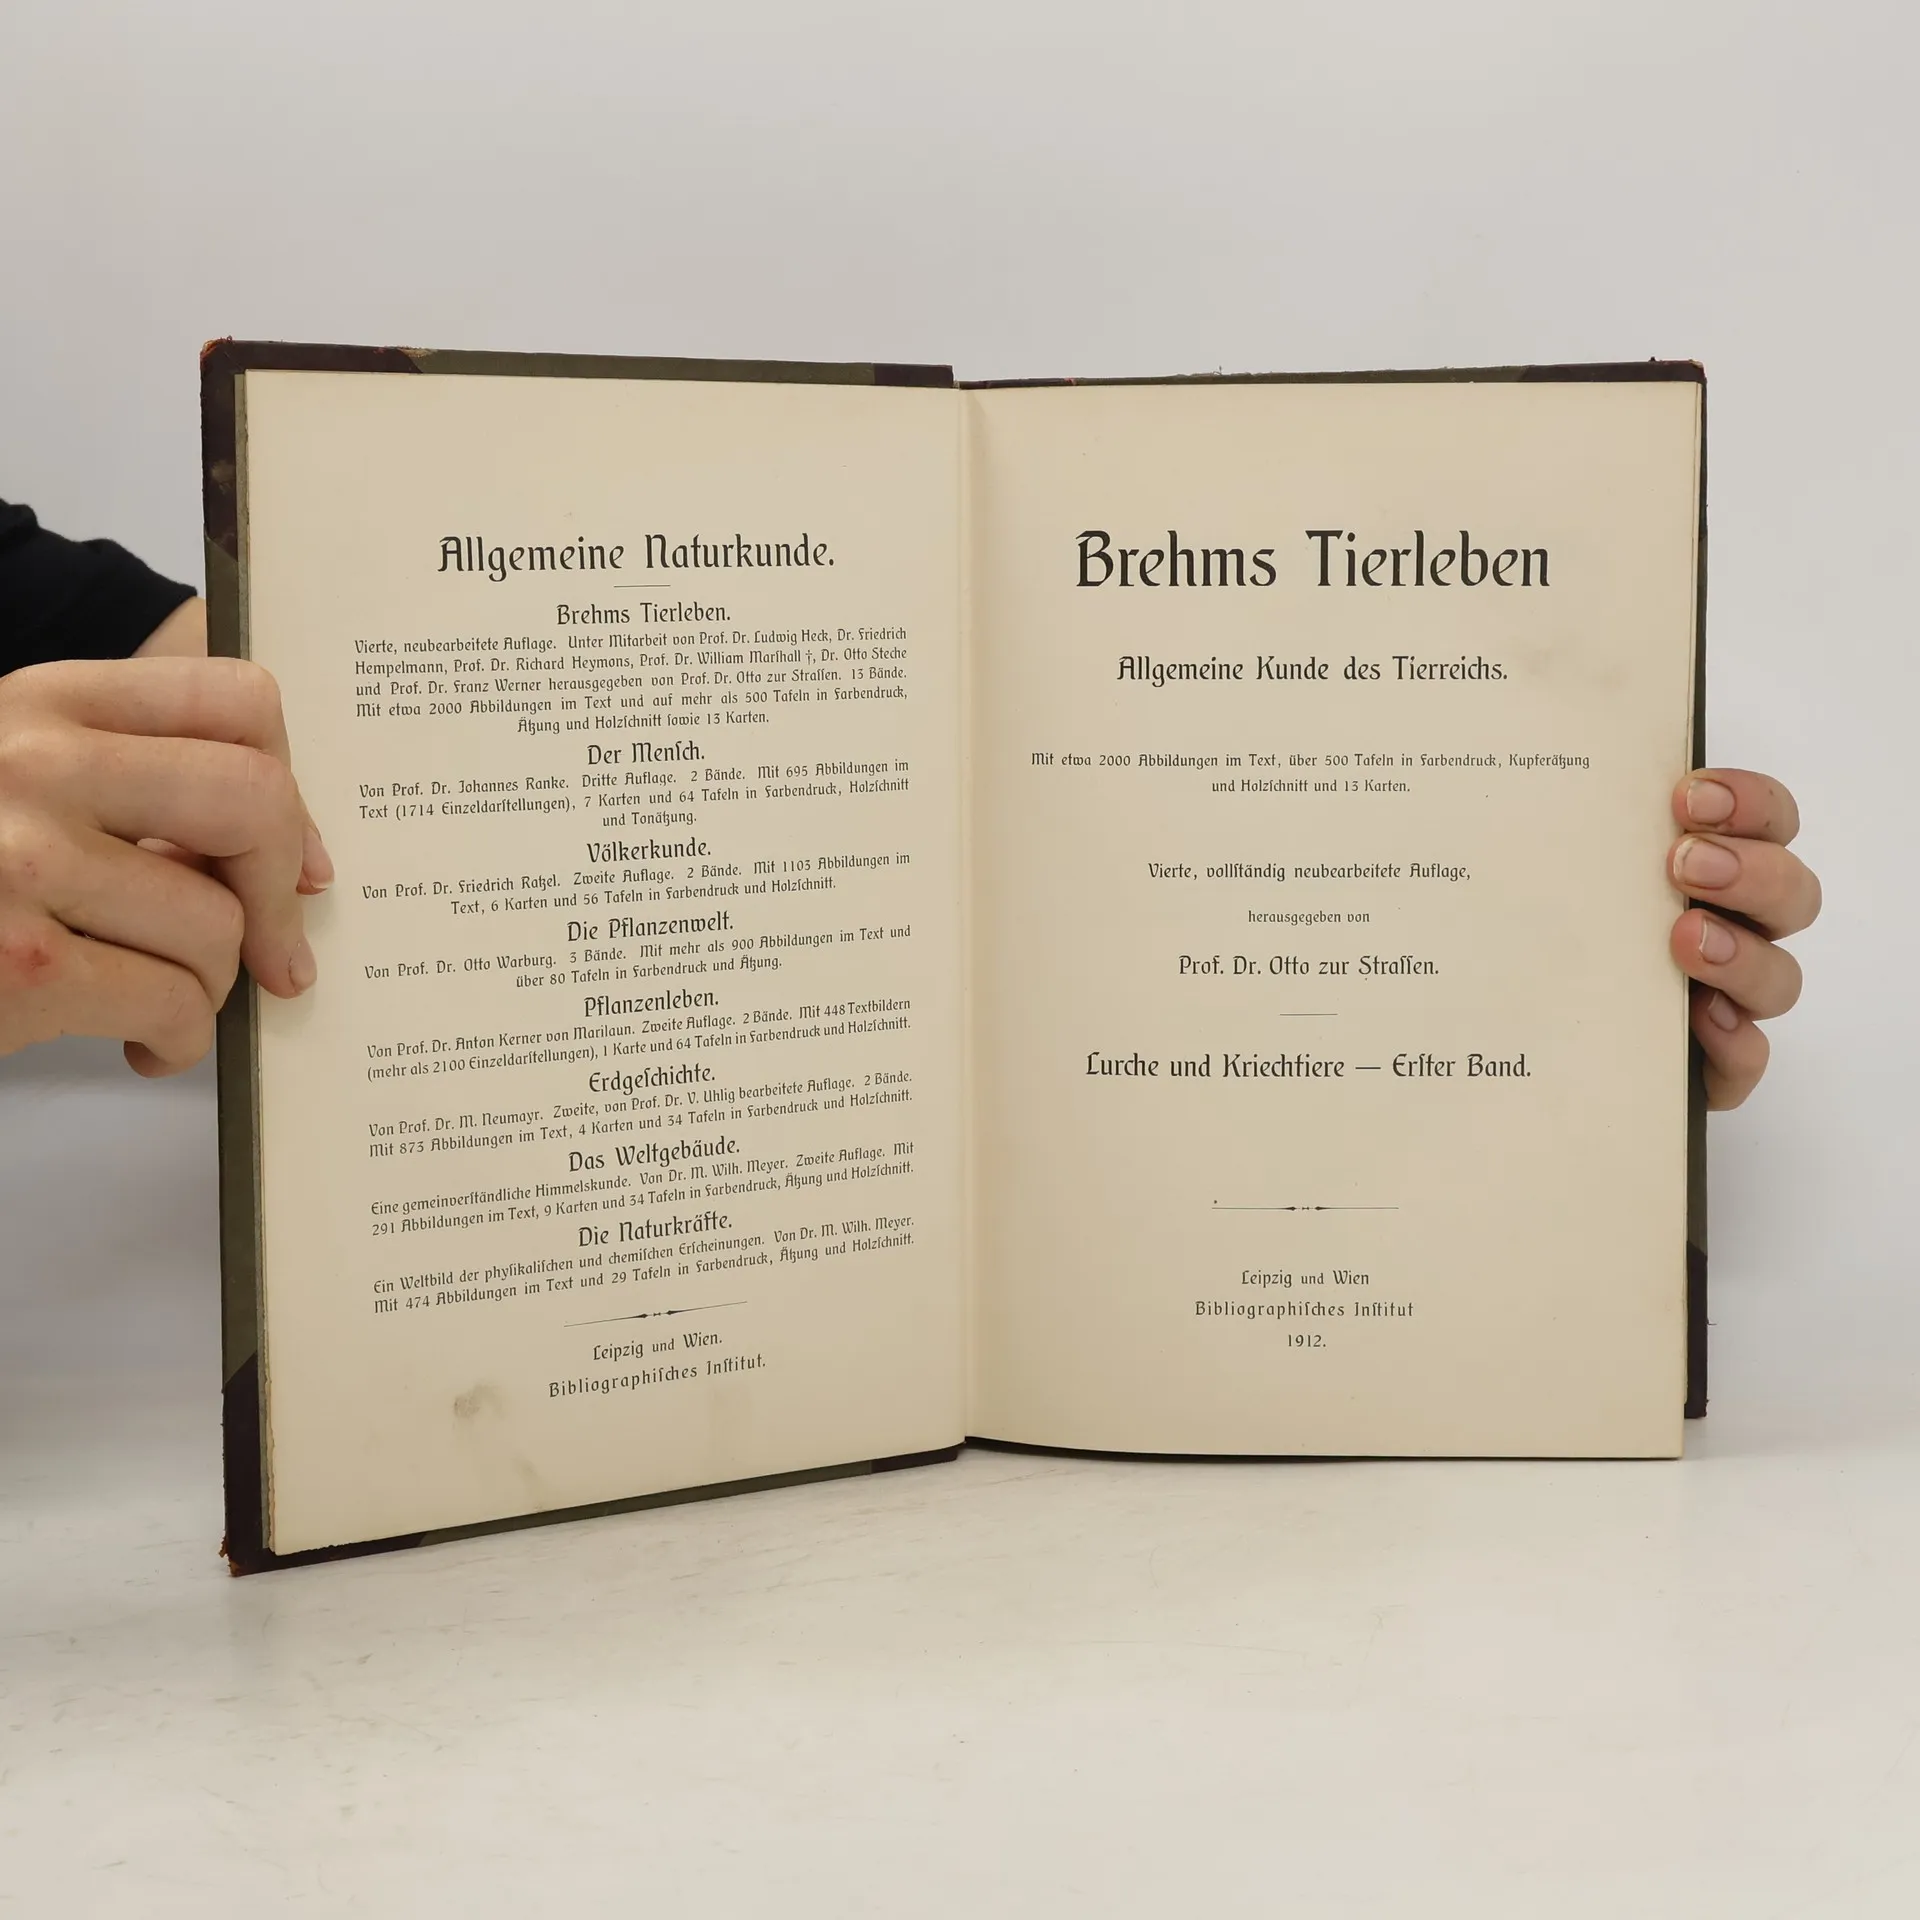 Allgemeine Naturkunde.
Brehms Tierleben.
Vierte, neubearbeitete Auflage. Unter Mitarbeit von Prof. Dr. Ludwig Heck, Dr. Friedrich
Hempelmann, Prof. Dr. Richard Heymons, Prof. Dr. William Marſhall †, Dr. Otto Steche
und Prof. Dr. Franz Werner herausgegeben von Prof. Dr. Otto zur Straſſen. 13 Bände.
Mit etwa 2000 Abbildungen im Text und auf mehr als 500 Tafeln in Farbendruck,
Ätzung und Holzſchnitt ſowie 13 Karten.
Der Menſch.
Von Prof. Dr. Johannes Ranke. Dritte Auflage. 2 Bände. Mit 695 Abbildungen im
Text (1714 Einzeldarſtellungen), 7 Karten und 64 Tafeln in Farbendruck, Holzſchnitt
und Tonätzung.
Völkerkunde.
Von Prof. Dr. Friedrich Ratzel. Zweite Auflage. 2 Bände. Mit 1103 Abbildungen im
Text, 6 Karten und 56 Tafeln in Farbendruck und Holzſchnitt.
Die Pflanzenwelt.
Von Prof. Dr. Otto Warburg. 3 Bände. Mit mehr als 900 Abbildungen im Text und
über 80 Tafeln in Farbendruck und Ätzung.
Pflanzenleben.
Von Prof. Dr. Anton Kerner von Marilaun. Zweite Auflage. 2 Bände. Mit 448 Textbildern
(mehr als 2100 Einzeldarſtellungen), 1 Karte und 64 Tafeln in Farbendruck und Holzſchnitt.
Erdgeſchichte.
Von Prof. Dr. M. Neumayr. Zweite, von Prof. Dr. V. Uhlig bearbeitete Auflage. 2 Bände.
Mit 873 Abbildungen im Text, 4 Karten und 34 Tafeln in Farbendruck und Holzſchnitt.
Das Weltgebäude.
Eine gemeinverſtändliche Himmelskunde. Von Dr. M. Wilh. Meyer. Zweite Auflage. Mit
291 Abbildungen im Text, 9 Karten und 34 Tafeln in Farbendruck, Ätzung und Holzſchnitt.
Die Naturkräfte.
Ein Weltbild der phyſikaliſchen und chemiſchen Erſcheinungen. Von Dr. M. Wilh. Meyer.
Mit 474 Abbildungen im Text und 29 Tafeln in Farbendruck, Ätzung und Holzſchnitt.
Leipzig und Wien.
Bibliographiſches Inſtitut.
Brehms Tierleben
Allgemeine Kunde des Tierreichs.
Mit etwa 2000 Abbildungen im Text, über 500 Tafeln in Farbendruck, Kupferätzung
und Holzſchnitt und 13 Karten.
Vierte, vollſtändig neubearbeitete Auflage,
herausgegeben von
Prof. Dr. Otto zur Straſſen.
Lurche und Kriechtiere — Erſter Band.
Leipzig und Wien
Bibliographiſches Inſtitut
1912.